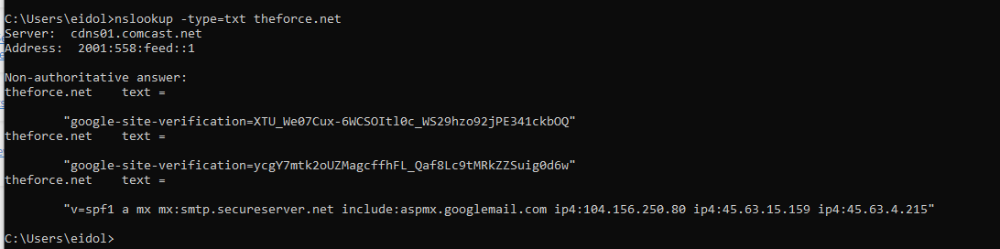 C:\Users\eidol>nslookup -type=txt theforce.net
Server:  cdns01.comcast.net
Address:  2001:558:feed::1
Non-authoritative answer:
theforce.net    text =
"google-site-verification=XTU_We07Cux-6WCSOItl0c_WS29hzo92jPE341ckbOQ"
theforce.net    text =
"google-site-verification=ycgY7mtk2oUZMagcffhFL_Qaf8Lc9tMRkZZSuig0d6w"
theforce.net    text =
"v=spf1 a mx mx:smtp.secureserver.net include:aspmx.googlemail.com ip4:104.156.250.80 ip4:45.63.15.159 ip4:45.63.4.215"
C:\Users\eidol>